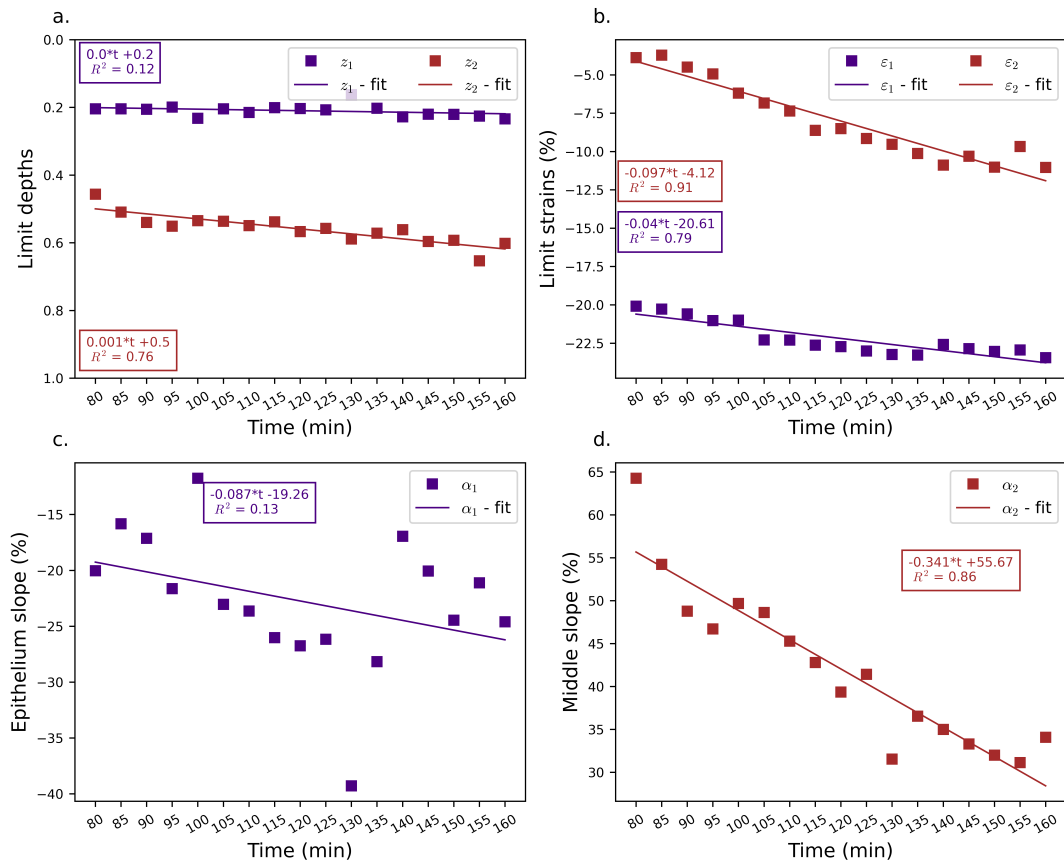 a.
0.0*t +0.2
R² = 0.12
z₁ z₂
z₁ - fit z₂ - fit
0.0
0.2
0.4
0.6
0.8
1.0
Limit depths
0.001*t +0.5
R² = 0.76
80 85 90 95 100 105 110 115 120 125 130 135 140 145 150 155 160
Time (min)
b.
ε₁ ε₂
ε₁ - fit ε₂ - fit
−5.0
−7.5
−10.0
−12.5
−15.0
−17.5
−20.0
−22.5
Limit strains (%)
-0.097*t -4.12
R² = 0.91
-0.04*t -20.61
R² = 0.79
80 85 90 95 100 105 110 115 120 125 130 135 140 145 150 155 160
Time (min)
c.
α₁
α₁ - fit
-0.087*t -19.26
R² = 0.13
−15
−20
−25
−30
−35
−40
Epithelium slope (%)
80 85 90 95 100 105 110 115 120 125 130 135 140 145 150 155 160
Time (min)
d.
α₂
α₂ - fit
-0.341*t +55.67
R² = 0.86
65
60
55
50
45
40
35
30
Middle slope (%)
80 85 90 95 100 105 110 115 120 125 130 135 140 145 150 155 160
Time (min)